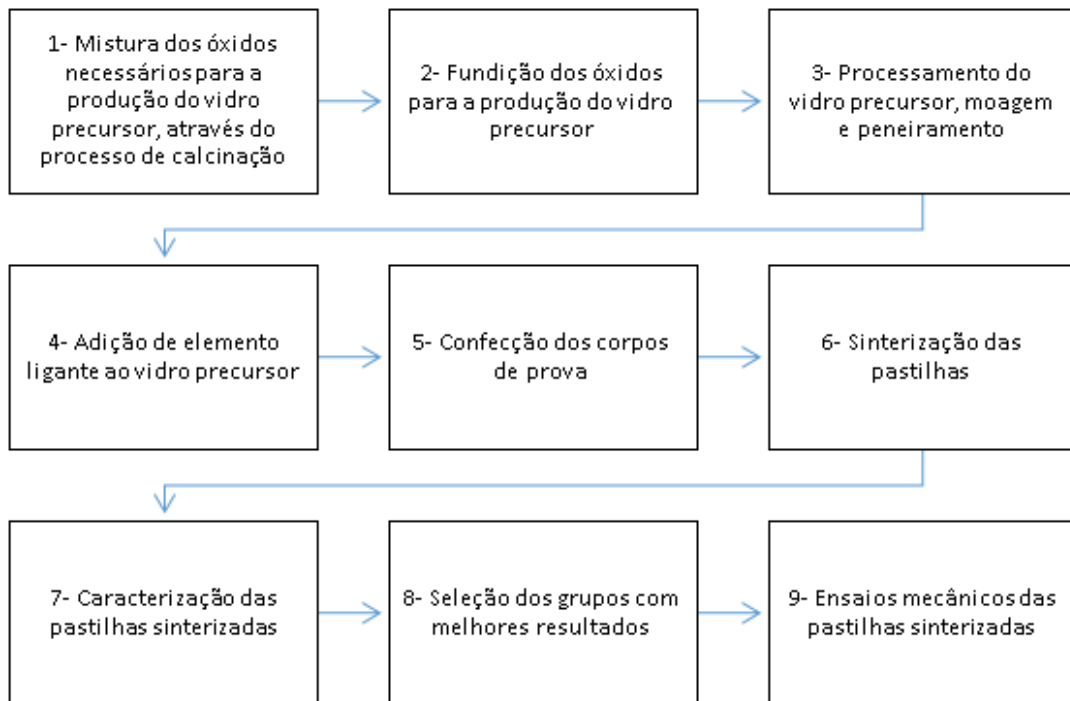 1- Mistura dos óxidos
necessários para a
produção do vidro
precursor, através do
processo de calcinação
2- Fundição dos óxidos
para a produção do vidro
precursor
3- Processamento do
vidro precursor, moagem
e peneiramento
4- Adição de elemento
ligante ao vidro precursor
5- Confecção dos corpos
de prova
6- Sinterização das
pastilhas
7- Caracterização das
pastilhas sinterizadas
8- Seleção dos grupos com
melhores resultados
9- Ensaios mecânicos das
pastilhas sinterizadas